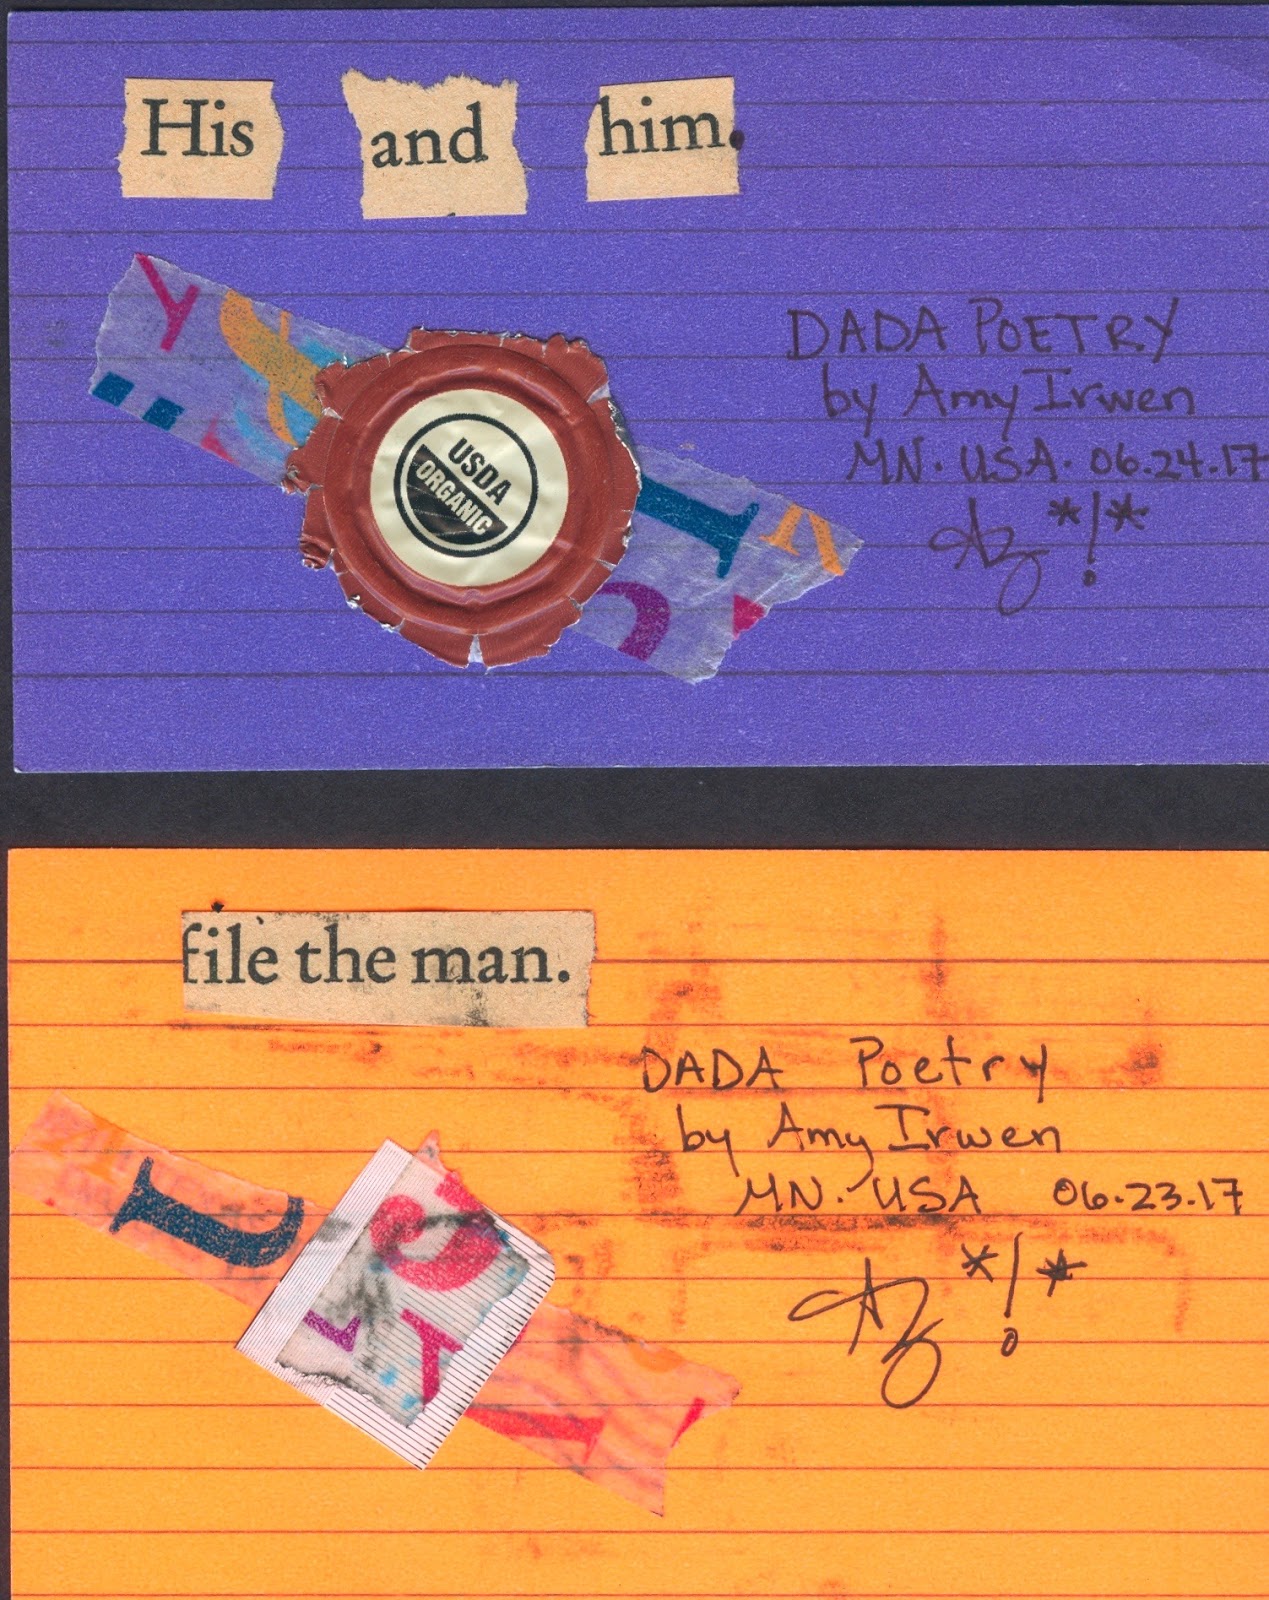 His and him.
USDA
ORGANIC
DADA POETRY
by Amy Irwen
MN. USA. 06.24.17
*!*
file the man.
DADA Poetry
by Amy Irwen
MN. USA 06.23.17
*!*